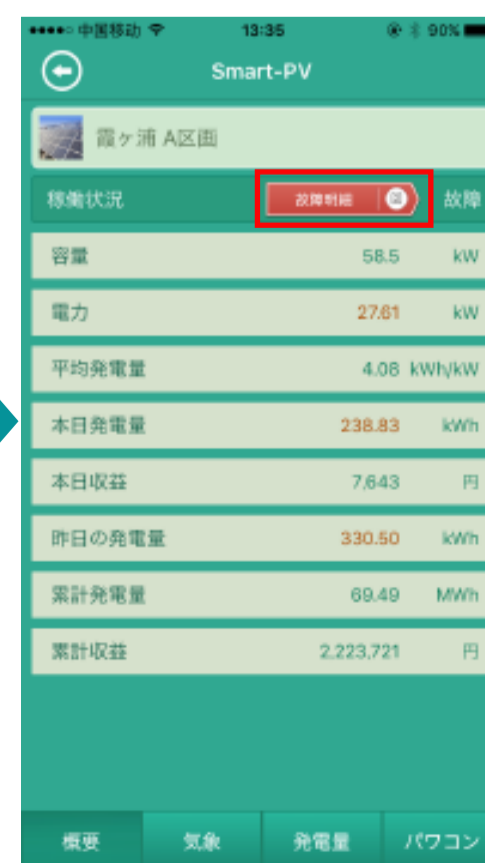 中国移动 13:35 90%
Smart-PV
霞ヶ浦 A区画
稼働状況 故障明細 故障
容量 58.5 kW
電力 27.61 kW
平均発電量 4.08 kWh/kW
本日発電量 238.83 kWh
本日収益 7,643 円
昨日の発電量 330.50 kWh
累計発電量 69.49 MWh
累計収益 2,223,721 円
概要 気象 発電量 パワコン